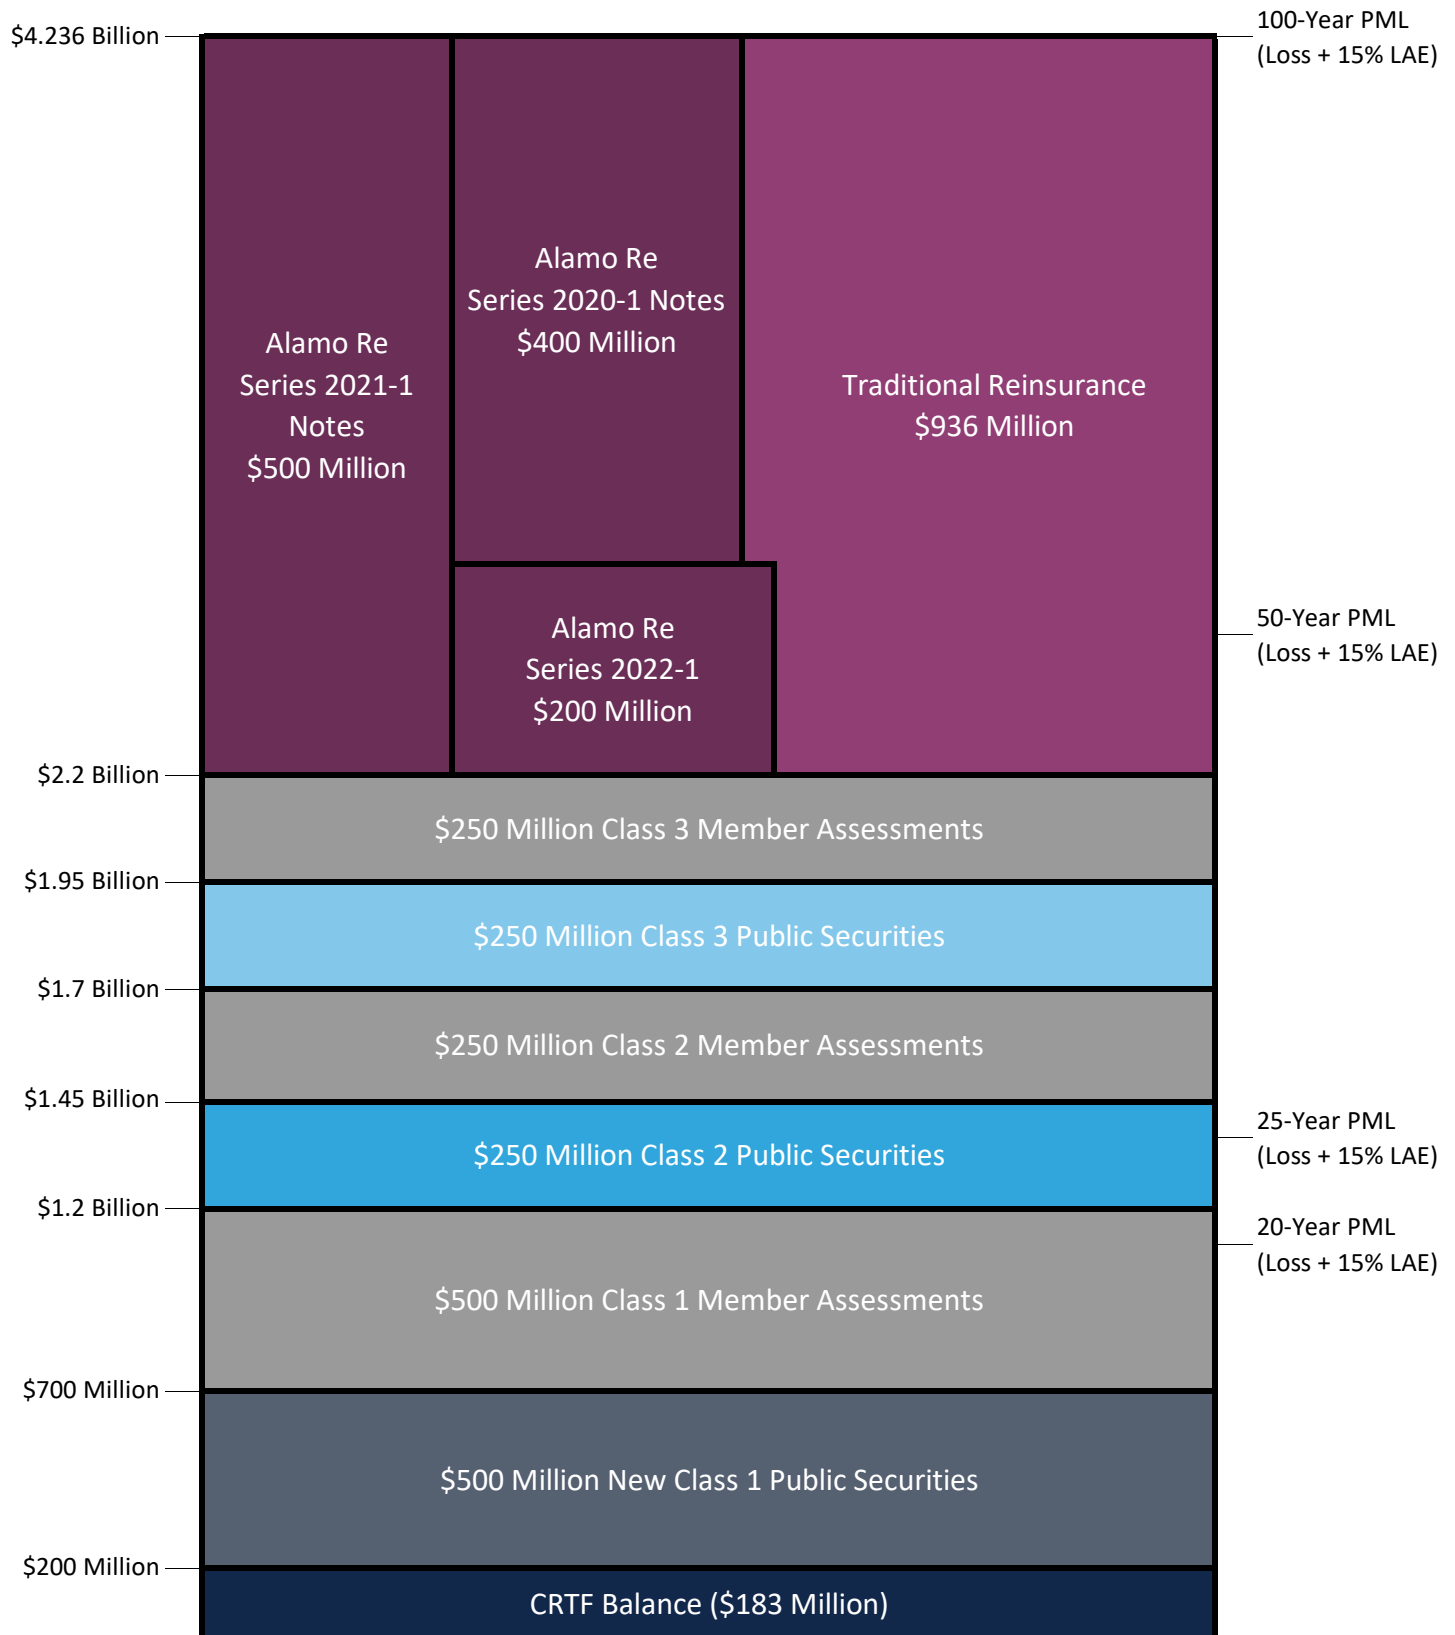 $4.236 Billion
100-Year PML
(Loss + 15% LAE)
Alamo Re
Series 2021-1
Notes
$500 Million
Alamo Re
Series 2020-1 Notes
$400 Million
Traditional Reinsurance
$936 Million
Alamo Re
Series 2022-1
$200 Million
50-Year PML
(Loss + 15% LAE)
$2.2 Billion
$250 Million Class 3 Member Assessments
$1.95 Billion
$250 Million Class 3 Public Securities
$1.7 Billion
$250 Million Class 2 Member Assessments
$1.45 Billion
25-Year PML
(Loss + 15% LAE)
$250 Million Class 2 Public Securities
$1.2 Billion
20-Year PML
(Loss + 15% LAE)
$500 Million Class 1 Member Assessments
$700 Million
$500 Million New Class 1 Public Securities
$200 Million
CRTF Balance ($183 Million)